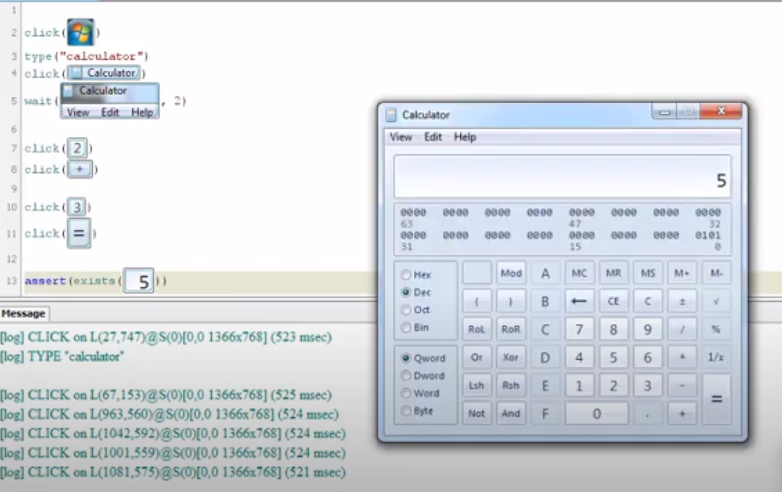 1
2 click( )
3 type("calculator")
4 click( Calculator )
Calculator
View Edit Help
5 wait( , 2)
6
7 click( 2 )
8 click( + )
9
10 click( 3 )
11 click( = )
12
13 assert(exists( 5 ))
Message
[log] CLICK on L(27,747)@S(0)[0,0 1366x768] (523 msec)
[log] TYPE "calculator"
[log] CLICK on L(67,153)@S(0)[0,0 1366x768] (525 msec)
[log] CLICK on L(963,560)@S(0)[0,0 1366x768] (524 msec)
[log] CLICK on L(1042,592)@S(0)[0,0 1366x768] (524 msec)
[log] CLICK on L(1001,559)@S(0)[0,0 1366x768] (524 msec)
[log] CLICK on L(1081,575)@S(0)[0,0 1366x768] (521 msec)
Calculator
View Edit Help
5
0000 0000 0000 0000 0000 0000 0000 0000
63 47 32
0000 0000 0000 0000 0000 0000 0000 0101
31 15 0
Hex
Dec
Oct
Bin
Qword
Dword
Word
Byte
Mod A MC MR MS M+ M-
( ) B ← CE C ± √
RoL RoR C 7 8 9 / %
Or Xor D 4 5 6 * 1/x
Lsh Rsh E 1 2 3 - =
Not And F 0 . +